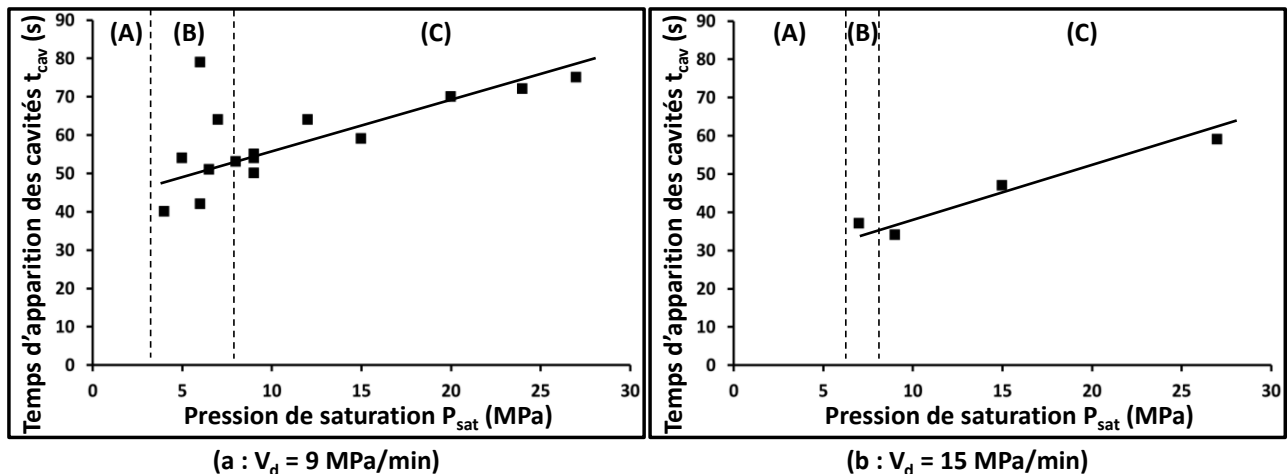 (A) (B) (C)
Temps d'apparition des cavités t_cav (s)
90
80
70
60
50
40
30
20
10
0
0 5 10 15 20 25 30
Pression de saturation P_sat (MPa)
(a : V_d = 9 MPa/min)
(A) (B) (C)
Temps d'apparition des cavités t_cav (s)
90
80
70
60
50
40
30
20
10
0
0 5 10 15 20 25 30
Pression de saturation P_sat (MPa)
(b : V_d = 15 MPa/min)